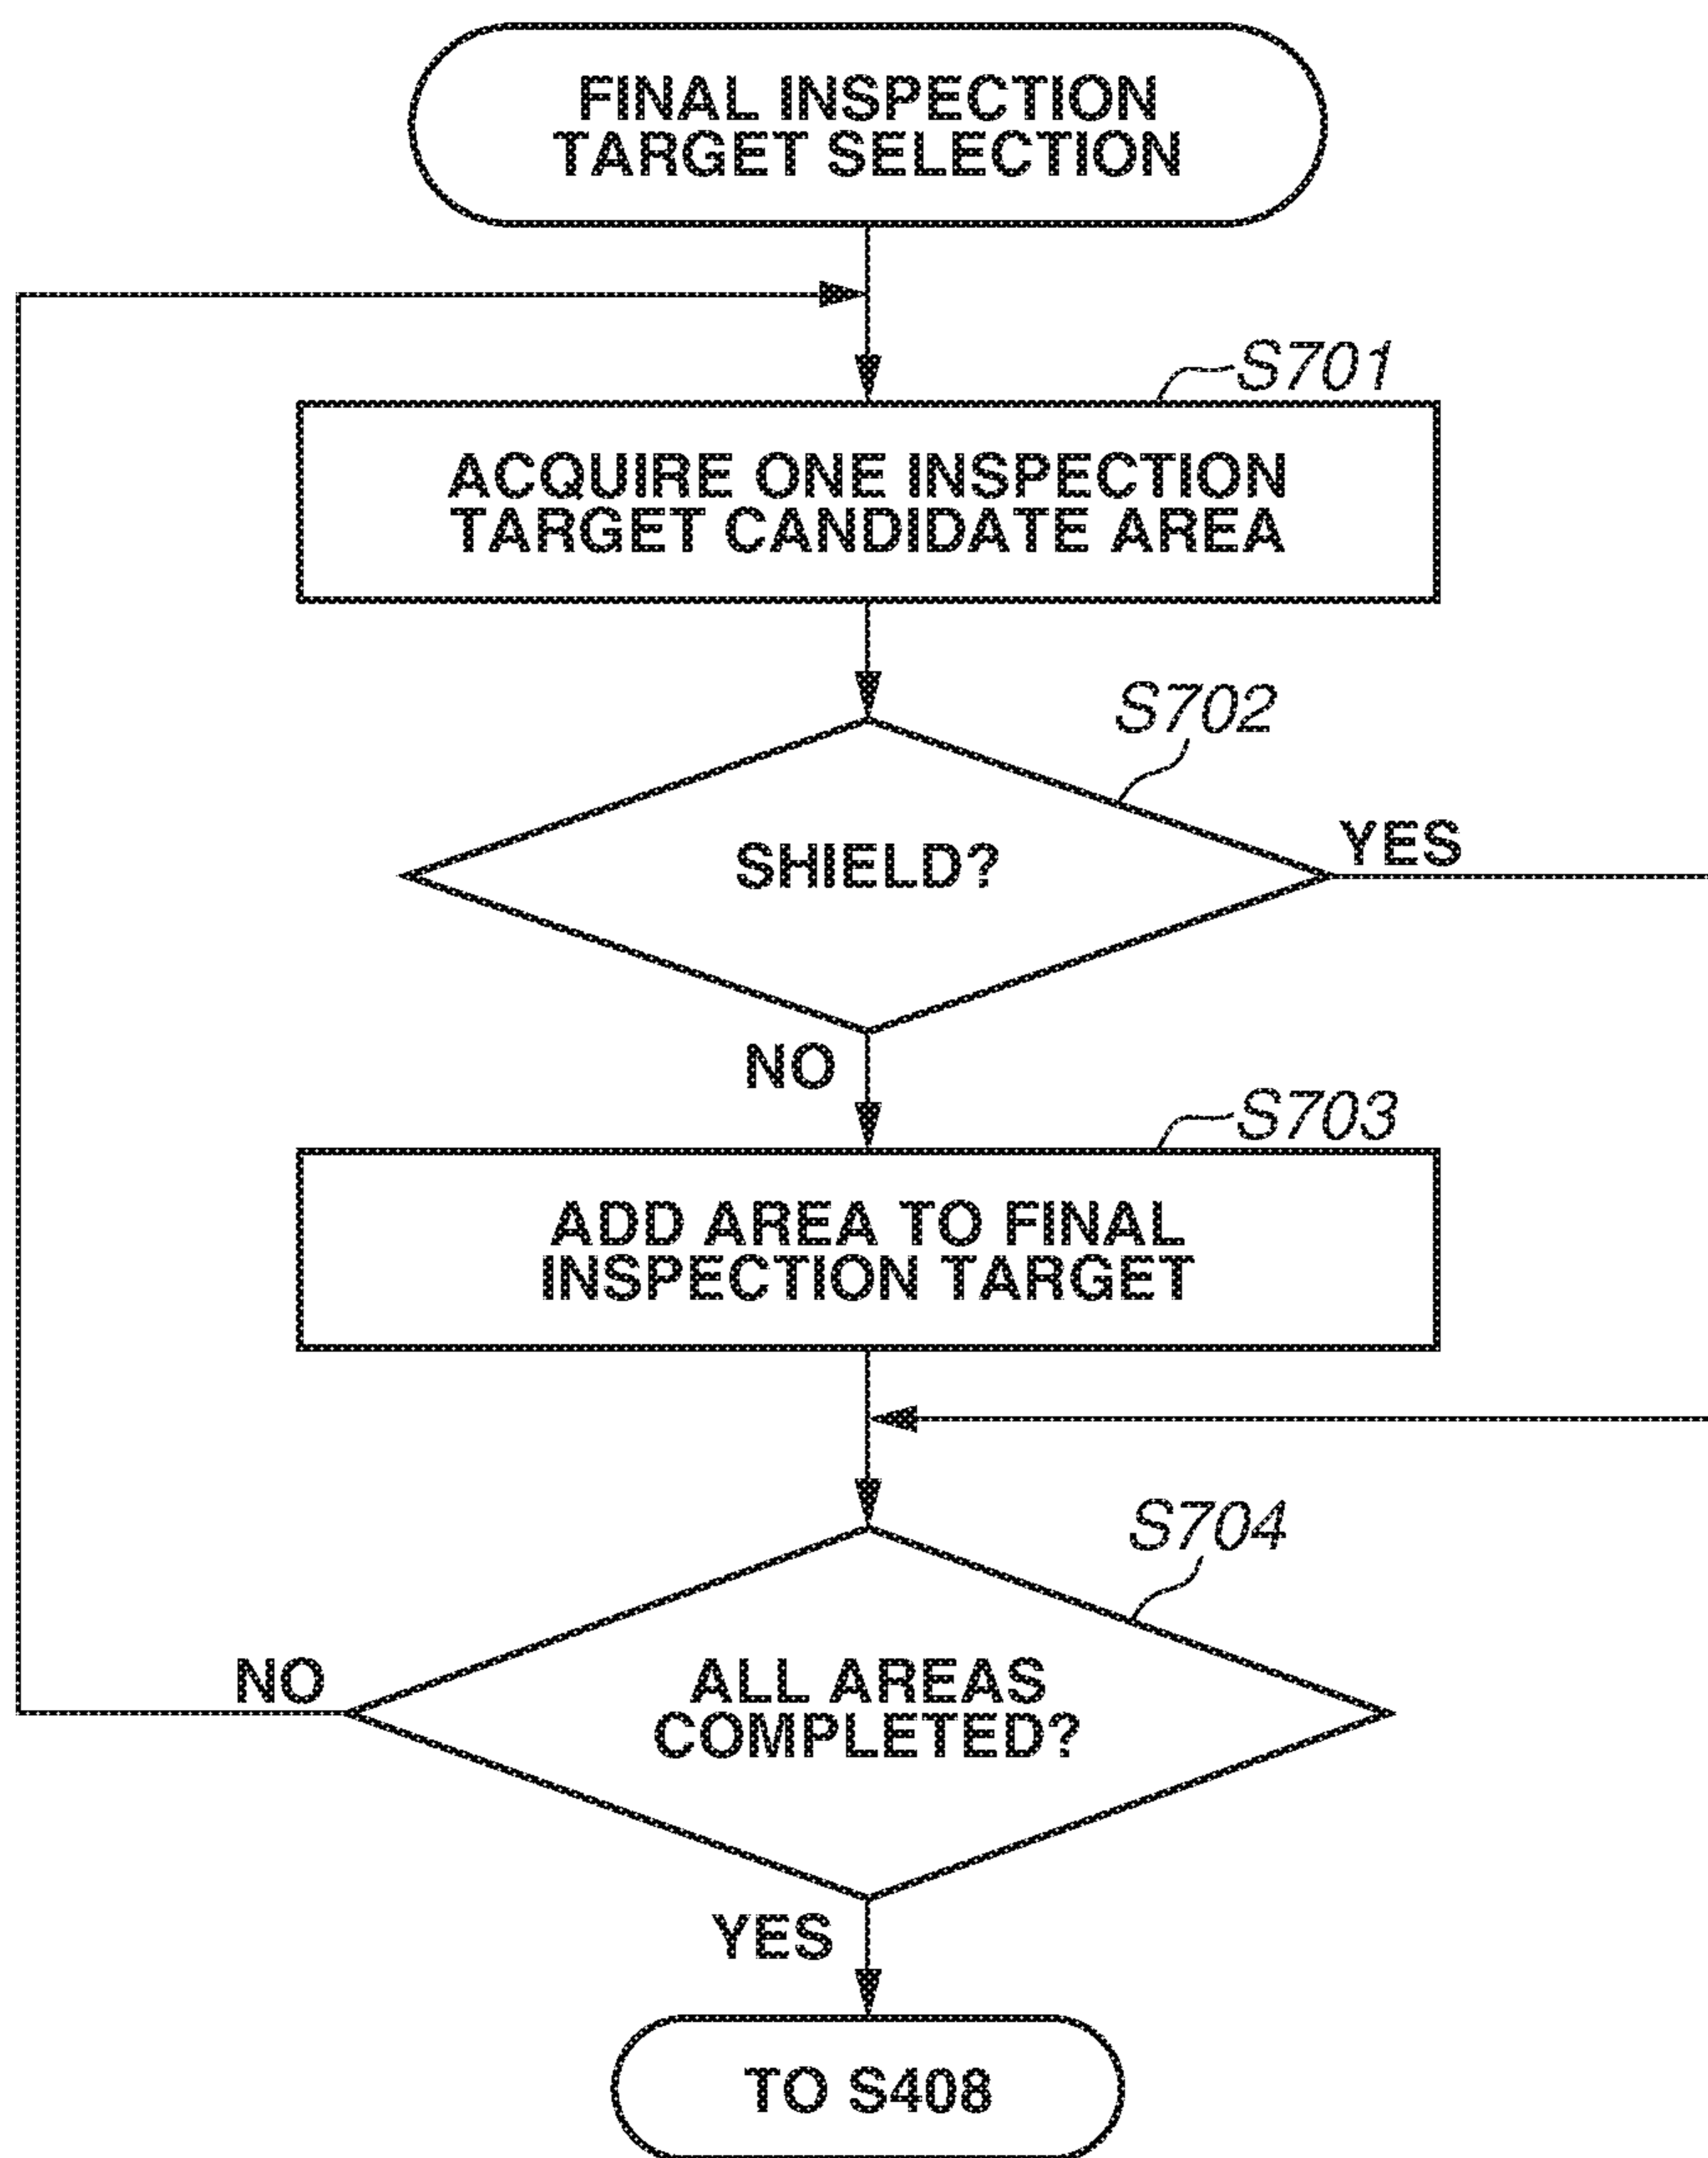 FINAL INSPECTION
TARGET SELECTION
S701
ACQUIRE ONE INSPECTION
TARGET CANDIDATE AREA
S702
SHIELD?
YES
NO
S703
ADD AREA TO FINAL
INSPECTION TARGET
S704
ALL AREAS
COMPLETED?
NO
YES
TO S408